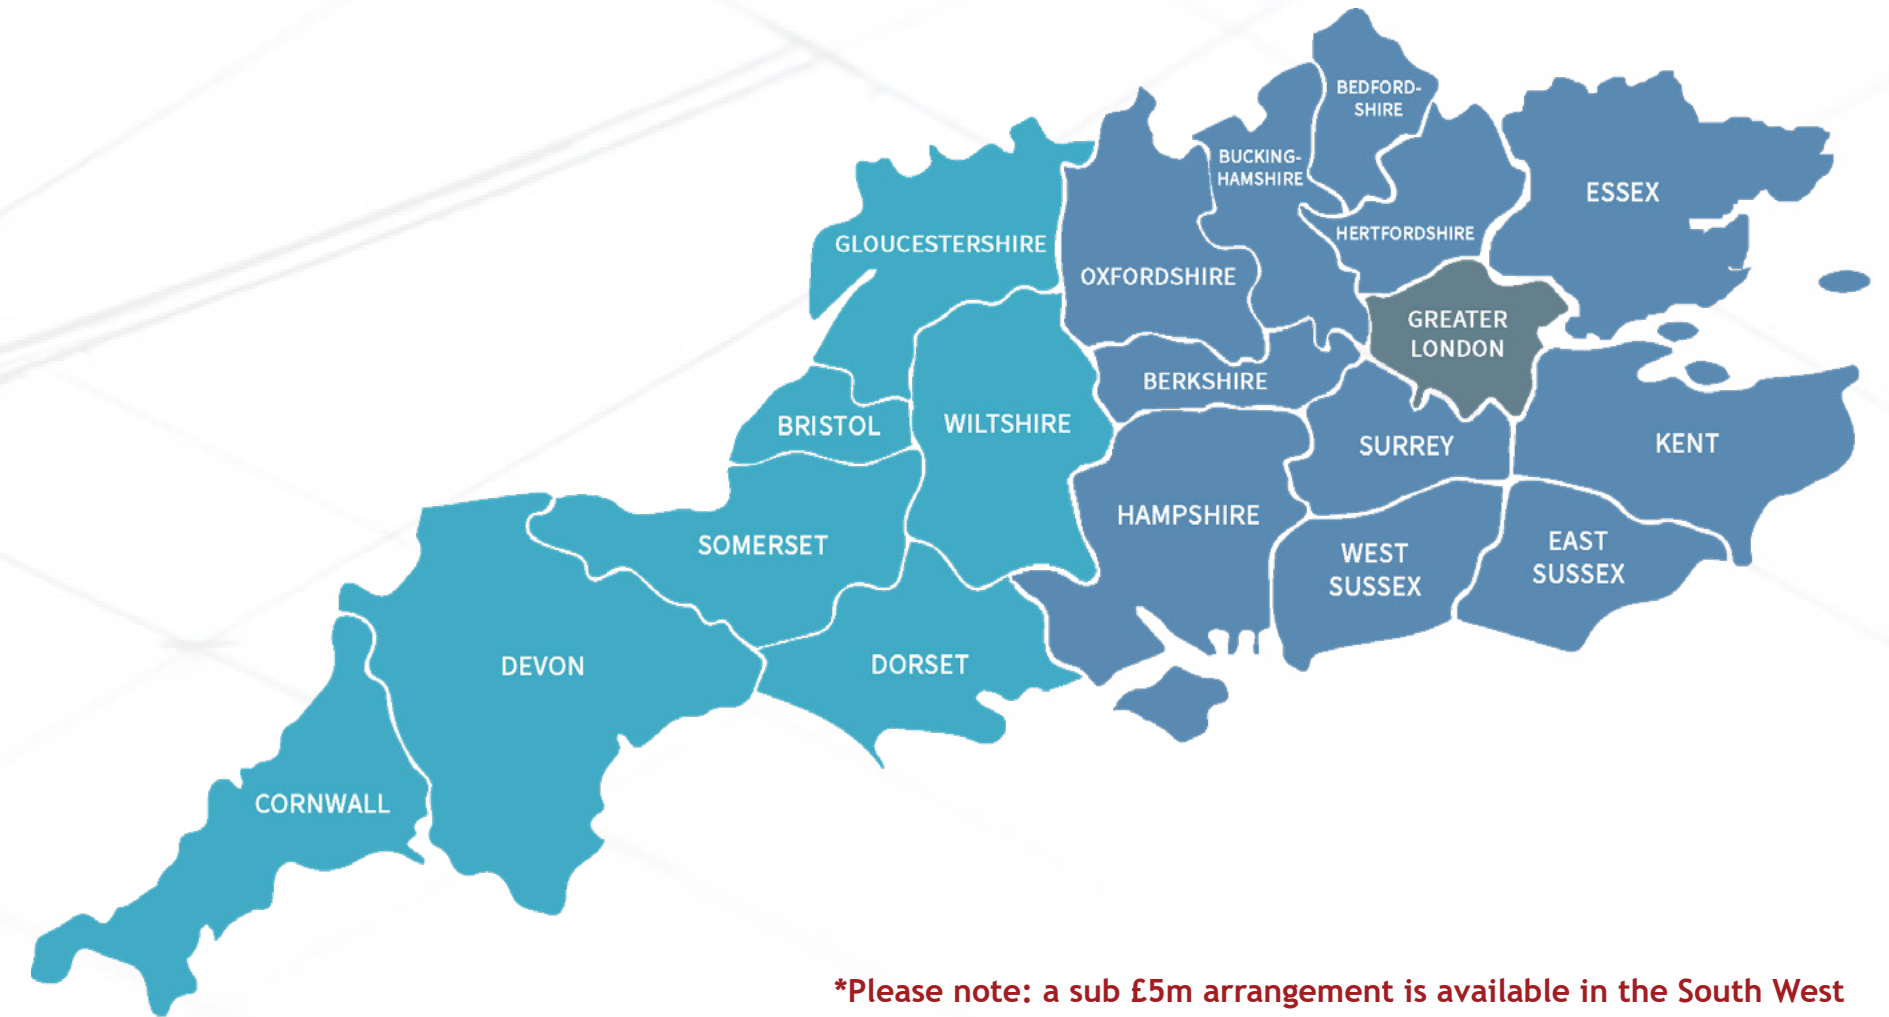 BEDFORD-
SHIRE
BUCKING-
HAMSHIRE
ESSEX
HERTFORDSHIRE
GLOUCESTERSHIRE
OXFORDSHIRE
GREATER
LONDON
BERKSHIRE
BRISTOL
WILTSHIRE
SURREY
KENT
HAMPSHIRE
SOMERSET
WEST
SUSSEX
EAST
SUSSEX
DEVON
DORSET
CORNWALL
*Please note: a sub £5m arrangement is available in the South West